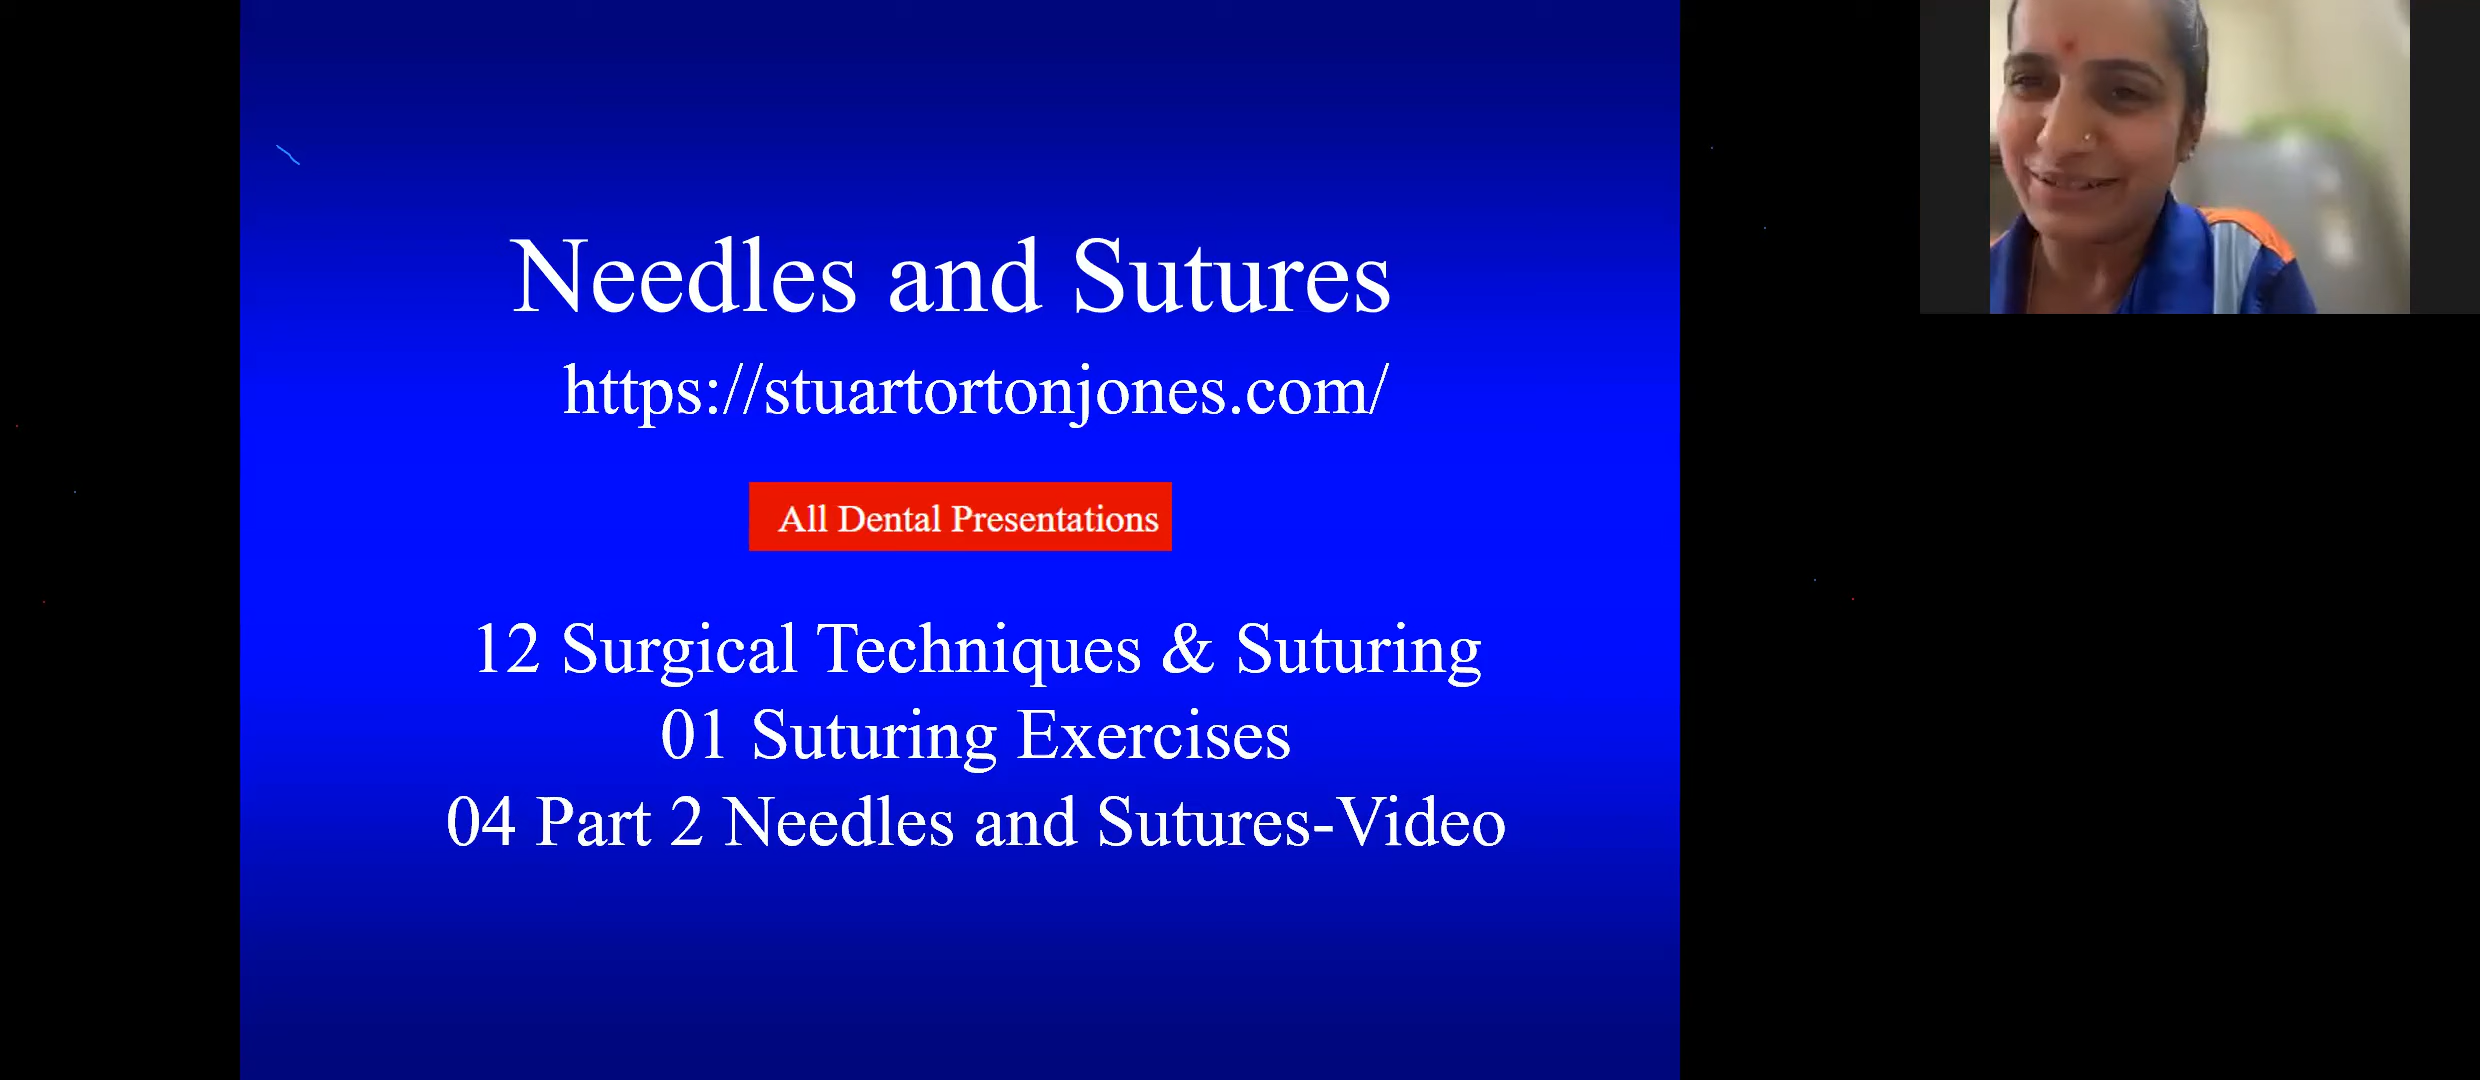 Needles and Sutures
https://stuartortonjones.com/
All Dental Presentations
12 Surgical Techniques & Suturing
01 Suturing Exercises
04 Part 2 Needles and Sutures-Video